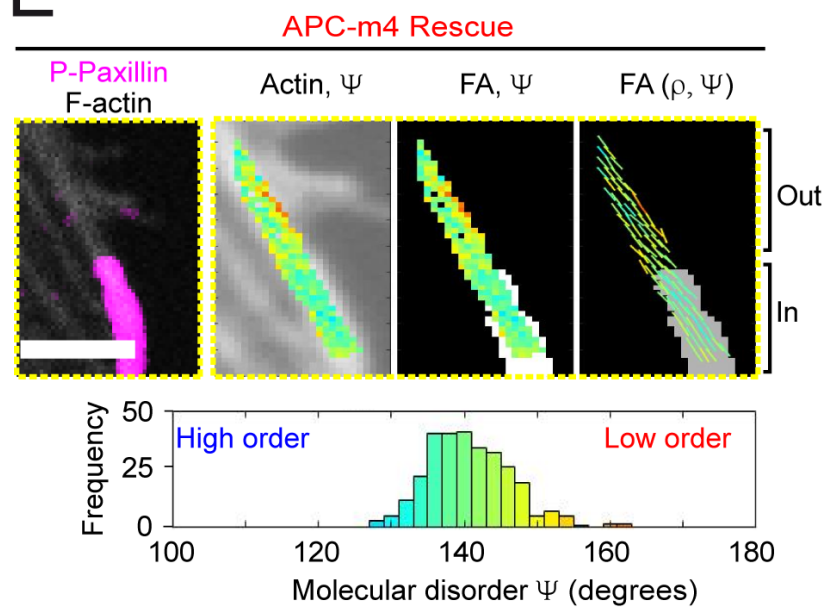 E
APC-m4 Rescue
P-Paxillin
F-actin
Actin, Ψ
FA, Ψ
FA (ρ, Ψ)
Out
In
50
25
0
Frequency
High order
Low order
100
120
140
160
180
Molecular disorder Ψ (degrees)